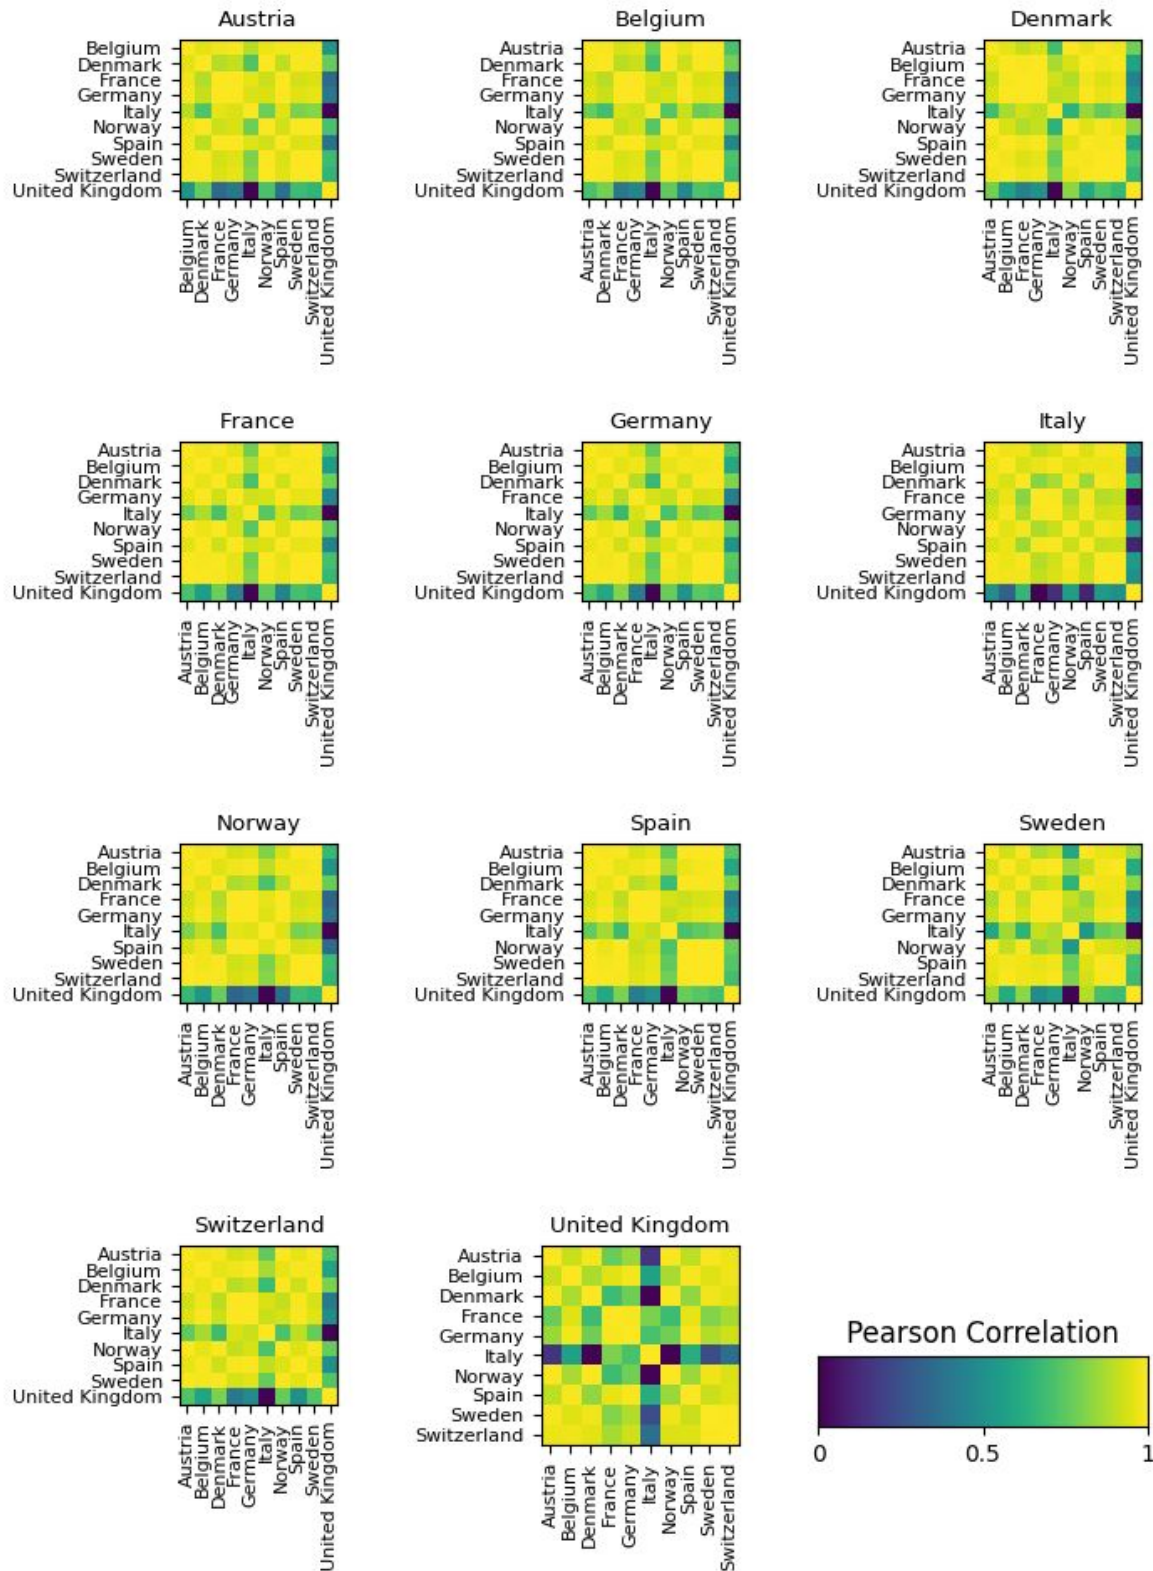 Austria
Belgium
Denmark
France
Germany
Italy
Norway
Spain
Sweden
Switzerland
United Kingdom
Belgium
Denmark
France
Germany
Italy
Norway
Spain
Sweden
Switzerland
United Kingdom
Belgium
Austria
Denmark
France
Germany
Italy
Norway
Spain
Sweden
Switzerland
United Kingdom
Austria
Denmark
France
Germany
Italy
Norway
Spain
Sweden
Switzerland
United Kingdom
Denmark
Austria
Belgium
France
Germany
Italy
Norway
Spain
Sweden
Switzerland
United Kingdom
Austria
Belgium
France
Germany
Italy
Norway
Spain
Sweden
Switzerland
United Kingdom
France
Austria
Belgium
Denmark
Germany
Italy
Norway
Spain
Sweden
Switzerland
United Kingdom
Austria
Belgium
Denmark
Germany
Italy
Norway
Spain
Sweden
Switzerland
United Kingdom
Germany
Austria
Belgium
Denmark
France
Italy
Norway
Spain
Sweden
Switzerland
United Kingdom
Austria
Belgium
Denmark
France
Italy
Norway
Spain
Sweden
Switzerland
United Kingdom
Italy
Austria
Belgium
Denmark
France
Germany
Norway
Spain
Sweden
Switzerland
United Kingdom
Austria
Belgium
Denmark
France
Germany
Norway
Spain
Sweden
Switzerland
United Kingdom
Norway
Austria
Belgium
Denmark
France
Germany
Italy
Spain
Sweden
Switzerland
United Kingdom
Austria
Belgium
Denmark
France
Germany
Italy
Spain
Sweden
Switzerland
United Kingdom
Spain
Austria
Belgium
Denmark
France
Germany
Italy
Norway
Sweden
Switzerland
United Kingdom
Austria
Belgium
Denmark
France
Germany
Italy
Norway
Sweden
Switzerland
United Kingdom
Sweden
Austria
Belgium
Denmark
France
Germany
Italy
Norway
Spain
Switzerland
United Kingdom
Austria
Belgium
Denmark
France
Germany
Italy
Norway
Spain
Switzerland
United Kingdom
Switzerland
Austria
Belgium
Denmark
France
Germany
Italy
Norway
Spain
Sweden
United Kingdom
Austria
Belgium
Denmark
France
Germany
Italy
Norway
Spain
Sweden
United Kingdom
United Kingdom
Austria
Belgium
Denmark
France
Germany
Italy
Norway
Spain
Sweden
Switzerland
Austria
Belgium
Denmark
France
Germany
Italy
Norway
Spain
Sweden
Switzerland
Pearson Correlation
0 0.5 1